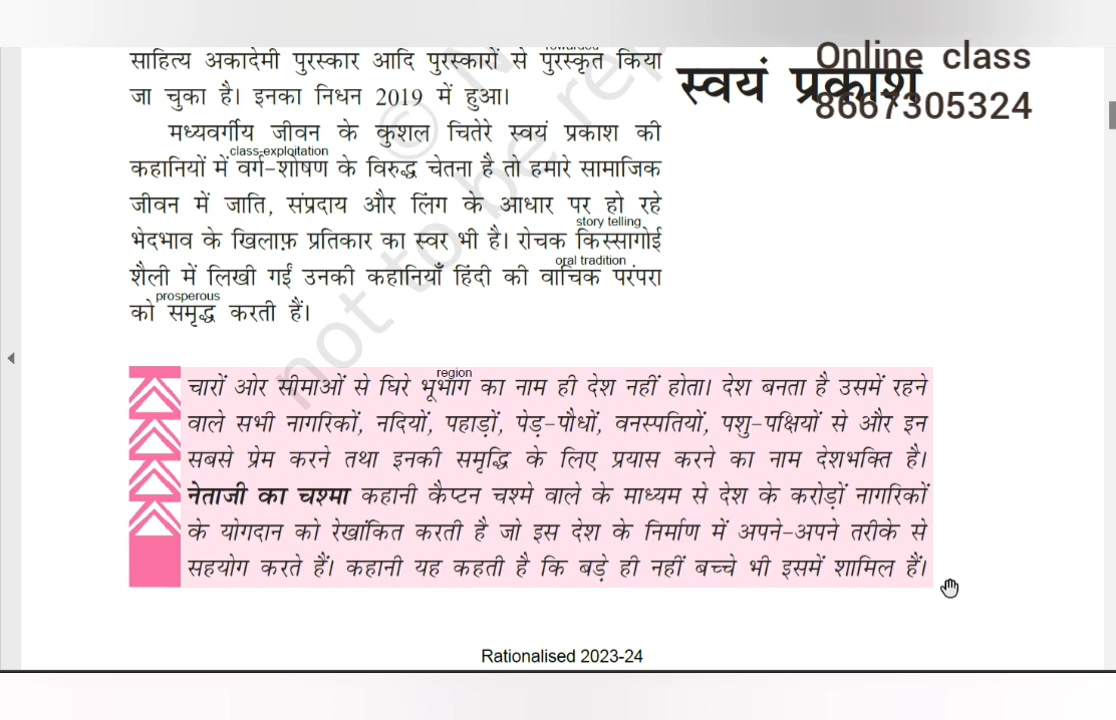 साहित्य अकादेमी पुरस्कार आदि पुरस्कारों से पुरस्कृत किया
जा चुका है। इनका निधन 2019 में हुआ।
मध्यवर्गीय जीवन के कुशल चितेरे स्वयं प्रकाश की
class-exploitation
कहानियों में वर्ग-शोषण के विरुद्ध चेतना है तो हमारे सामाजिक
जीवन में जाति, संप्रदाय और लिंग के आधार पर हो रहे
story telling
भेदभाव के खिलाफ़ प्रतिकार का स्वर भी है। रोचक किस्सागोई
oral tradition
शैली में लिखी गईं उनकी कहानियाँ हिंदी की वाचिक परंपरा
prosperous
को समृद्ध करती हैं।
स्वयं प्रकाश
Online class
8667305324
region
चारों ओर सीमाओं से घिरे भूभाग का नाम ही देश नहीं होता। देश बनता है उसमें रहने
वाले सभी नागरिकों, नदियों, पहाड़ों, पेड़-पौधों, वनस्पतियों, पशु-पक्षियों से और इन
सबसे प्रेम करने तथा इनकी समृद्धि के लिए प्रयास करने का नाम देशभक्ति है।
नेताजी का चश्मा कहानी कैप्टन चश्मे वाले के माध्यम से देश के करोड़ों नागरिकों
के योगदान को रेखांकित करती है जो इस देश के निर्माण में अपने-अपने तरीके से
सहयोग करते हैं। कहानी यह कहती है कि बड़े ही नहीं बच्चे भी इसमें शामिल हैं।
© N
not to be rep
Rationalised 2023-24